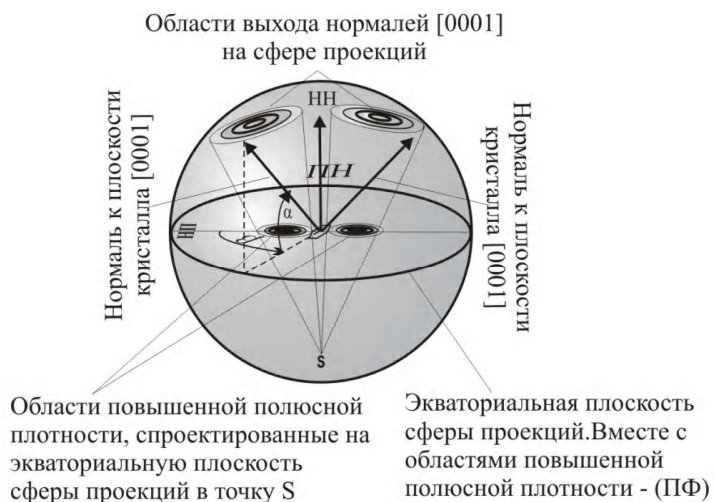 Области выхода нормалей [0001]
на сфере проекций
Нормаль к плоскости
кристалла [0001]
НН
ПН
α
НП
S
Нормаль к плоскости
кристалла [0001]
Области повышенной полюсной
плотности, спроектированные на
экваториальную плоскость
сферы проекций в точку S
Экваториальная плоскость
сферы проекций.Вместе с
областями повышенной
полюсной плотности - (ПФ)